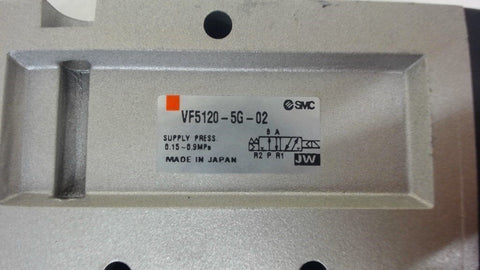 SMC
VF5120-5G-02
SUPPLY PRESS.
0.15~0.9MPa
B A
R2 P R1
MADE IN JAPAN
JW